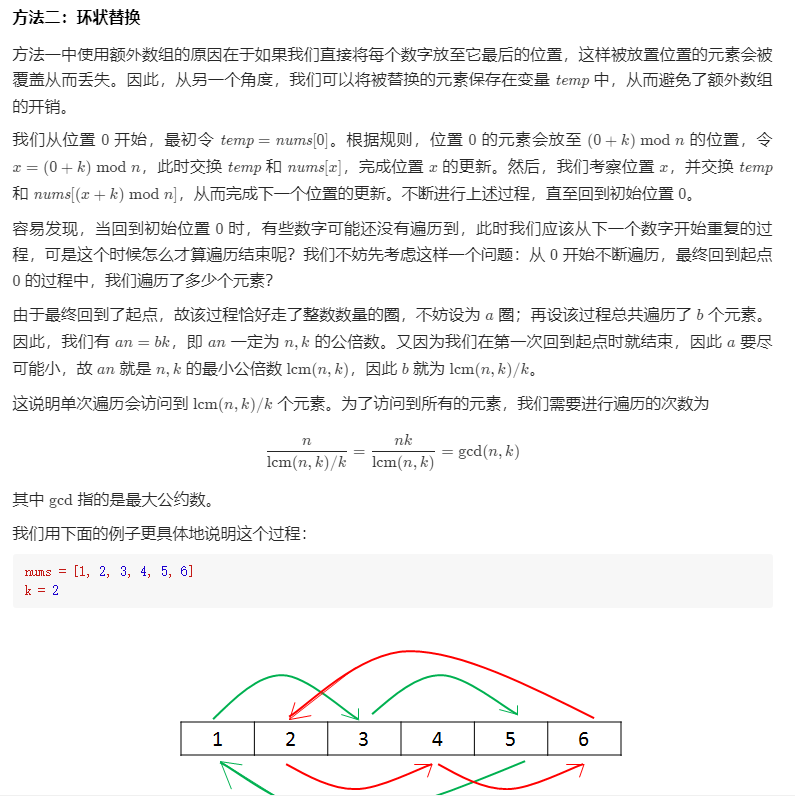 方法二：环状替换
方法一中使用额外数组的原因在于如果我们直接将每个数字放至它最后的位置，这样被放置位置的元素会被
覆盖从而丢失。因此，从另一个角度，我们可以将被替换的元素保存在变量 temp 中，从而避免了额外数组
的开销。
我们从位置 0 开始，最初令 temp = nums[0]。根据规则，位置 0 的元素会放至 (0 + k) mod n 的位置，令
x = (0 + k) mod n，此时交换 temp 和 nums[x]，完成位置 x 的更新。然后，我们考察位置 x，并交换 temp
和 nums[(x + k) mod n]，从而完成下一个位置的更新。不断进行上述过程，直至回到初始位置 0。
容易发现，当回到初始位置 0 时，有些数字可能还没有遍历到，此时我们应该从下一个数字开始重复的过
程，可是这个时候怎么才算遍历结束呢？我们不妨先考虑这样一个问题：从 0 开始不断遍历，最终回到起点
0 的过程中，我们遍历了多少个元素？
由于最终回到了起点，故该过程恰好走了整数数量的圈，不妨设为 a 圈；再设该过程总共遍历了 b 个元素。
因此，我们有 an = bk，即 an 一定为 n, k 的公倍数。又因为我们在第一次回到起点时就结束，因此 a 要尽
可能小，故 an 就是 n, k 的最小公倍数 lcm(n, k)，因此 b 就为 lcm(n, k)/k。
这说明单次遍历会访问到 lcm(n, k)/k 个元素。为了访问到所有的元素，我们需要进行遍历的次数为
n / (lcm(n, k)/k) = nk / lcm(n, k) = gcd(n, k)
其中 gcd 指的是最大公约数。
我们用下面的例子更具体地说明这个过程：
nums = [1, 2, 3, 4, 5, 6]
k = 2
1 2 3 4 5 6